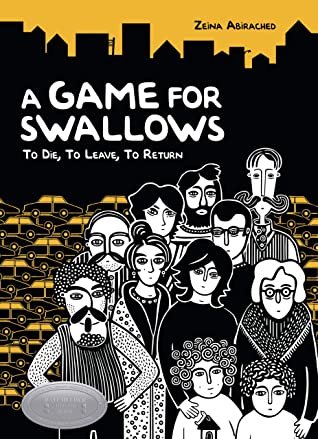 Zeina Abirached
A GAME FOR
SWALLOWS
To Die, To Leave, To Return